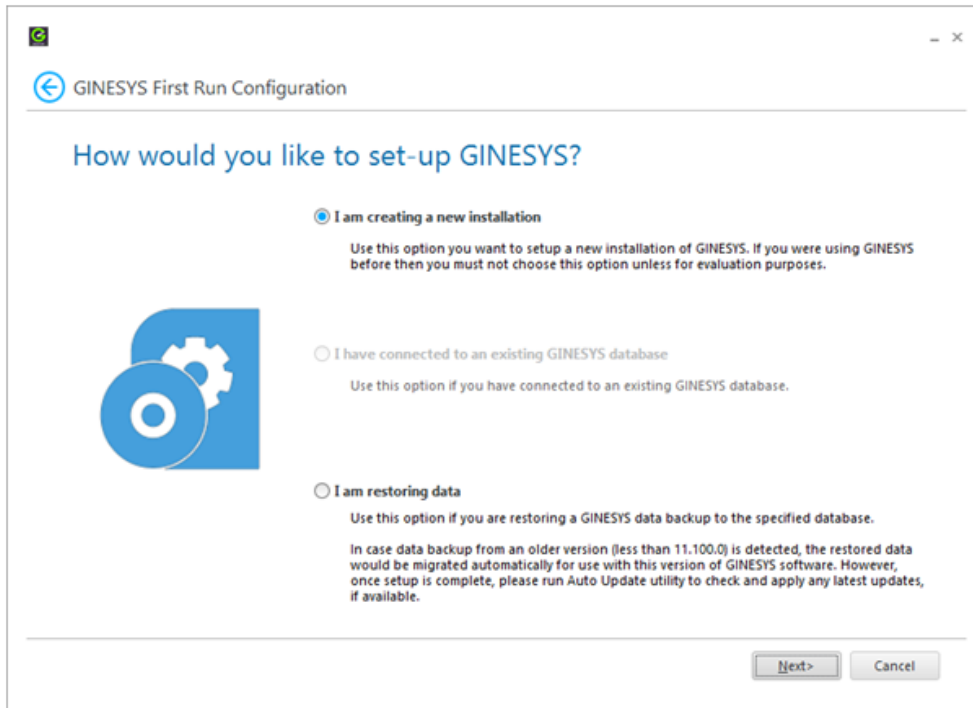 GINESYS First Run Configuration
How would you like to set-up GINESYS?
I am creating a new installation
Use this option you want to setup a new installation of GINESYS. If you were using GINESYS
before then you must not choose this option unless for evaluation purposes.
I have connected to an existing GINESYS database
Use this option if you have connected to an existing GINESYS database.
I am restoring data
Use this option if you are restoring a GINESYS data backup to the specified database.
In case data backup from an older version (less than 11.100.0) is detected, the restored data
would be migrated automatically for use with this version of GINESYS software. However,
once setup is complete, please run Auto Update utility to check and apply any latest updates,
if available.
Next>
Cancel